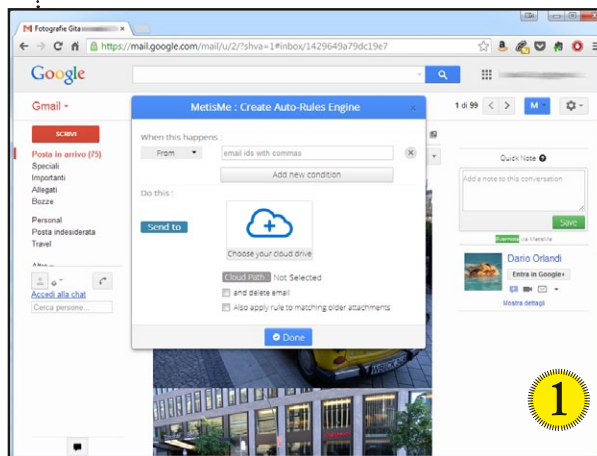 Fotografie Gita
https://mail.google.com/mail/u/2/?shva=1#inbox/1429649a79dc19e7
Google
Gmail
MetisMe : Create Auto-Rules Engine
1 di 99
M
SCRIVI
When this happens :
From
email ids with commas
Posta in arrivo (75)
Speciali
Importanti
Allegati
Bozze
Add new condition
Quick Note
Add a note to this conversation
Do this :
Personal
Posta indesiderata
Travel
Send to
Save
via MetisMe
Choose your cloud drive
Dario Orlandi
Entra in Google+
Cloud Path Not Selected
and delete email
Also apply rule to matching older attachments
Mostra dettagli
Accedi alla chat
Cerca persone...
Done
1